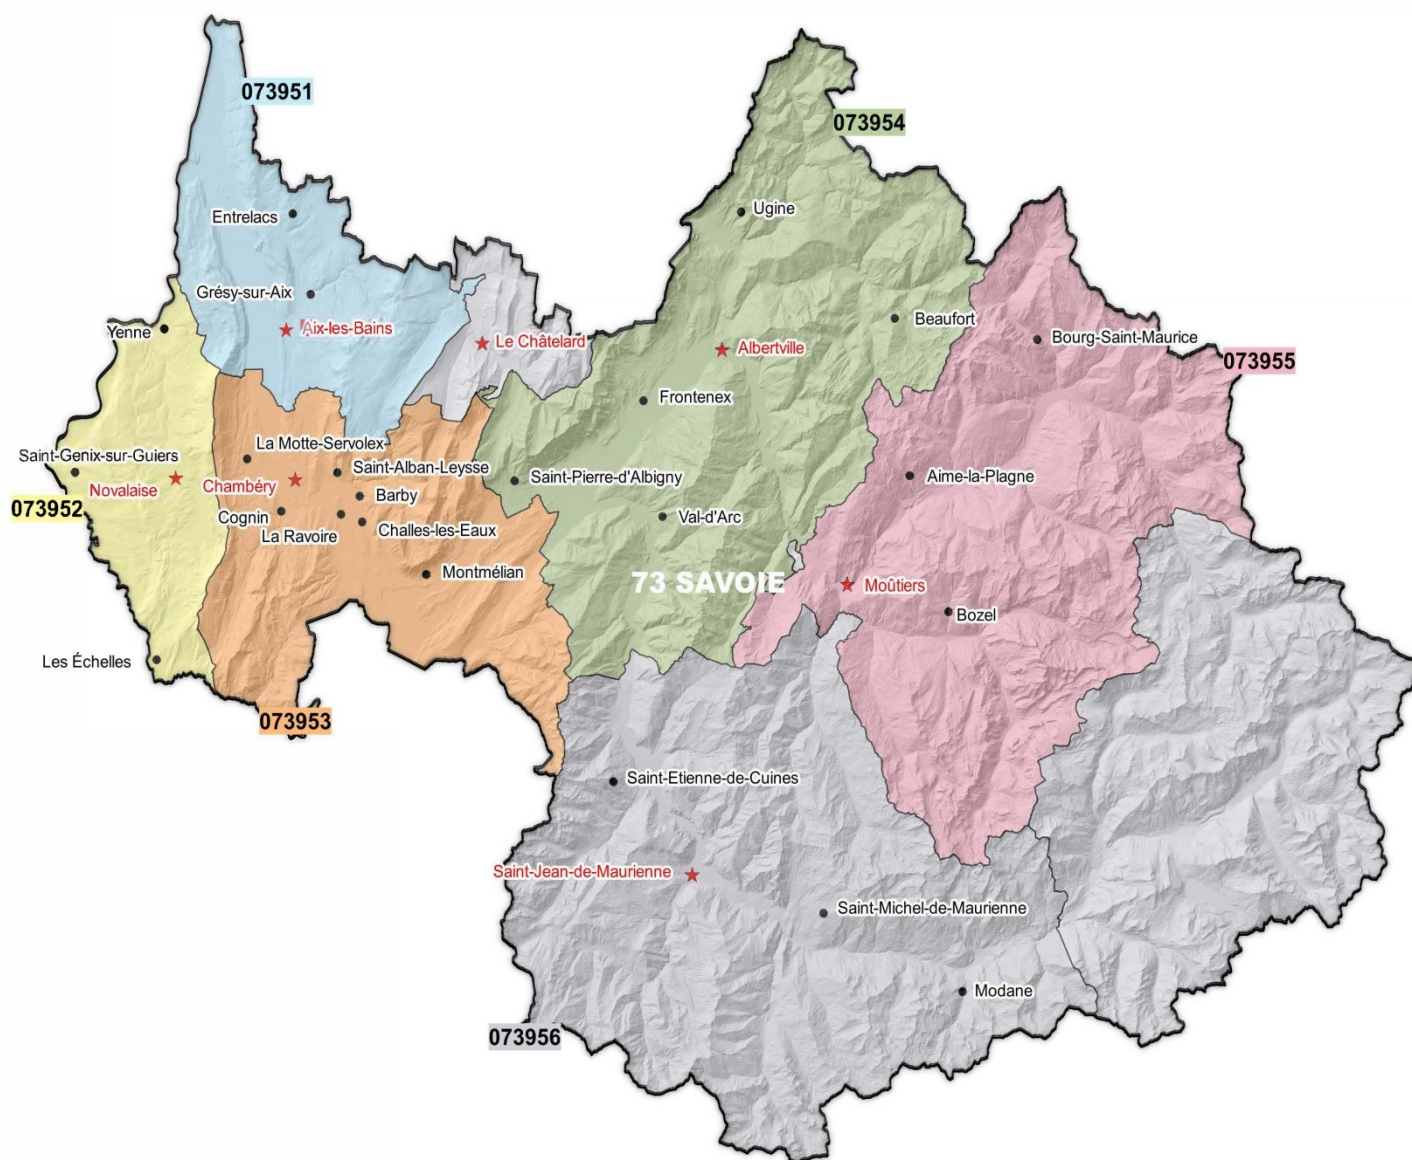 073951
073954
Entrelacs
Ugine
Grésy-sur-Aix
Yenne
Aix-les-Bains
Le Châtelard
Albertville
Beaufort
Bourg-Saint-Maurice
073955
Frontenex
La Motte-Servolex
Saint-Genix-sur-Guiers
Saint-Alban-Leysse
Saint-Pierre-d'Albigny
Aime-la-Plagne
Novalaise
Chambéry
Barby
073952
Cognin
La Ravoire
Challes-les-Eaux
Val-d'Arc
Montmélian
73 SAVOIE
Moûtiers
Bozel
Les Échelles
073953
Saint-Etienne-de-Cuines
Saint-Jean-de-Maurienne
Saint-Michel-de-Maurienne
Modane
073956